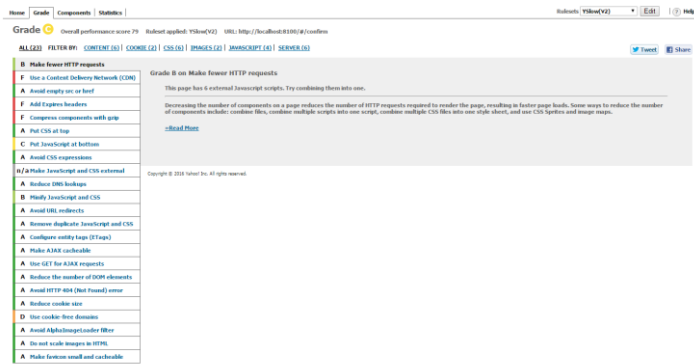 Home Grade Components Statistics Rulesets YSlow(V2) Edit Help
Grade C Overall performance score 79 Ruleset applied: YSlow(V2) URL: http://localhost:8100/#/confirm
ALL (23) FILTER BY: CONTENT (6) | COOKIE (2) | CSS (6) | IMAGES (2) | JAVASCRIPT (4) | SERVER (6)
Tweet Share
B Make fewer HTTP requests
F Use a Content Delivery Network (CDN)
A Avoid empty src or href
F Add Expires headers
F Compress components with gzip
A Put CSS at top
C Put JavaScript at bottom
A Avoid CSS expressions
n/a Make JavaScript and CSS external
A Reduce DNS lookups
B Minify JavaScript and CSS
A Avoid URL redirects
A Remove duplicate JavaScript and CSS
A Configure entity tags (ETags)
A Make AJAX cacheable
A Use GET for AJAX requests
A Reduce the number of DOM elements
A Avoid HTTP 404 (Not Found) error
A Reduce cookie size
D Use cookie-free domains
A Avoid AlphaImageLoader filter
A Do not scale images in HTML
A Make favicon small and cacheable
Grade B on Make fewer HTTP requests
This page has 6 external Javascript scripts. Try combining them into one.
Decreasing the number of components on a page reduces the number of HTTP requests required to render the page, resulting in faster page loads. Some ways to reduce the number
of components include: combine files, combine multiple scripts into one script, combine multiple CSS files into one style sheet, and use CSS Sprites and image maps.
»Read More
Copyright © 2016 Yahoo! Inc. All rights reserved.